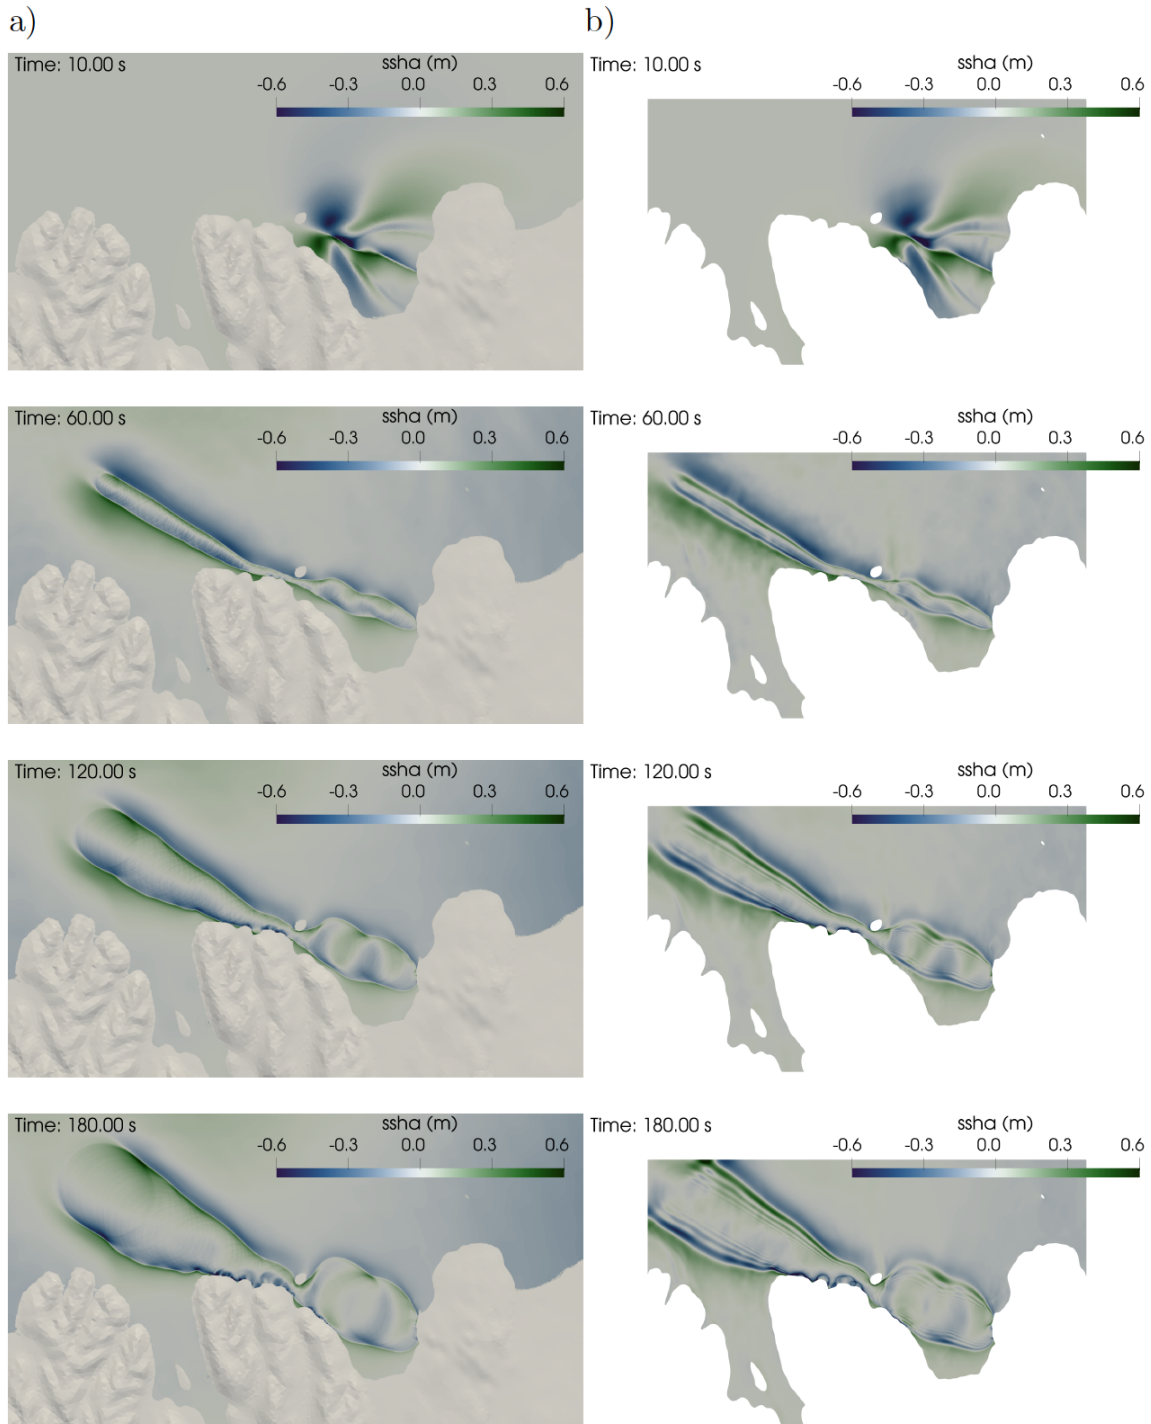 a) b)
Time: 10.00 s ssha (m) Time: 10.00 s ssha (m)
-0.6 -0.3 0.0 0.3 0.6 -0.6 -0.3 0.0 0.3 0.6
Time: 60.00 s ssha (m) Time: 60.00 s ssha (m)
-0.6 -0.3 0.0 0.3 0.6 -0.6 -0.3 0.0 0.3 0.6
Time: 120.00 s ssha (m) Time: 120.00 s ssha (m)
-0.6 -0.3 0.0 0.3 0.6 -0.6 -0.3 0.0 0.3 0.6
Time: 180.00 s ssha (m) Time: 180.00 s ssha (m)
-0.6 -0.3 0.0 0.3 0.6 -0.6 -0.3 0.0 0.3 0.6